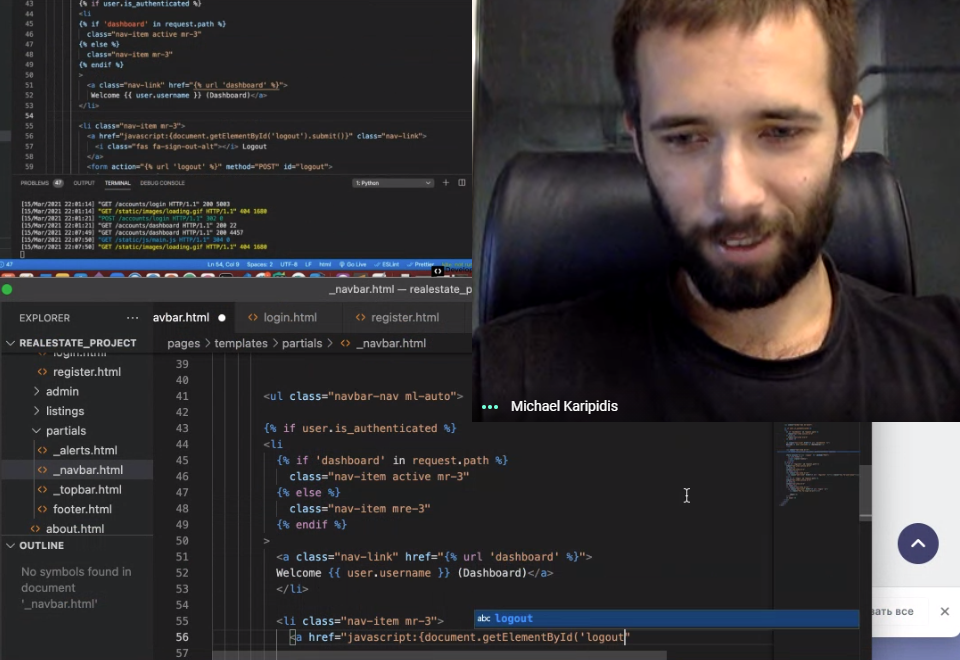 43 {% if user.is_authenticated %}
44 <li
45 {% if 'dashboard' in request.path %}
46 class="nav-item active mr-3"
47 {% else %}
48 class="nav-item mr-3"
49 {% endif %}
50 >
51 <a class="nav-link" href="{% url 'dashboard' %}">
52 Welcome {{ user.username }} (Dashboard)</a>
53 </li>
54
55 <li class="nav-item mr-3">
56 <a href="javascript:{document.getElementById('logout').submit()}" class="nav-link">
57 <i class="fas fa-sign-out-alt"></i> Logout
58 </a>
59 <form action="{% url 'logout' %}" method="POST" id="logout">
PROBLEMS 47 OUTPUT TERMINAL DEBUG CONSOLE 1: Python
[15/Mar/2021 22:01:14] "GET /accounts/login HTTP/1.1" 200 5003
[15/Mar/2021 22:01:14] "GET /static/images/loading.gif HTTP/1.1" 404 1680
[15/Mar/2021 22:01:21] "POST /accounts/login HTTP/1.1" 302 0
[15/Mar/2021 22:01:21] "GET /accounts/dashboard HTTP/1.1" 200 22
[15/Mar/2021 22:07:49] "GET /accounts/dashboard HTTP/1.1" 200 4457
[15/Mar/2021 22:07:50] "GET /static/js/main.js HTTP/1.1" 304 0
[15/Mar/2021 22:07:50] "GET /static/images/loading.gif HTTP/1.1" 404 1680
47 Ln 54, Col 9 Spaces: 2 UTF-8 LF html Go Live ESLint Prettier
_navbar.html — realestate_p
EXPLORER ··· avbar.html login.html register.html
REALESTATE_PROJECT
pages > templates > partials > _navbar.html
login.html
register.html
admin
listings
partials
_alerts.html
_navbar.html
_topbar.html
footer.html
about.html
OUTLINE
No symbols found in
document
'_navbar.html'
39
40
41 <ul class="navbar-nav ml-auto">
42
43 {% if user.is_authenticated %}
44 <li
45 {% if 'dashboard' in request.path %}
46 class="nav-item active mr-3"
47 {% else %}
48 class="nav-item mre-3"
49 {% endif %}
50 >
51 <a class="nav-link" href="{% url 'dashboard' %}">
52 Welcome {{ user.username }} (Dashboard)</a>
53 </li>
54
55 <li class="nav-item mr-3">
abc logout
56 <a href="javascript:{document.getElementById('logout"
57
Michael Karipidis
все